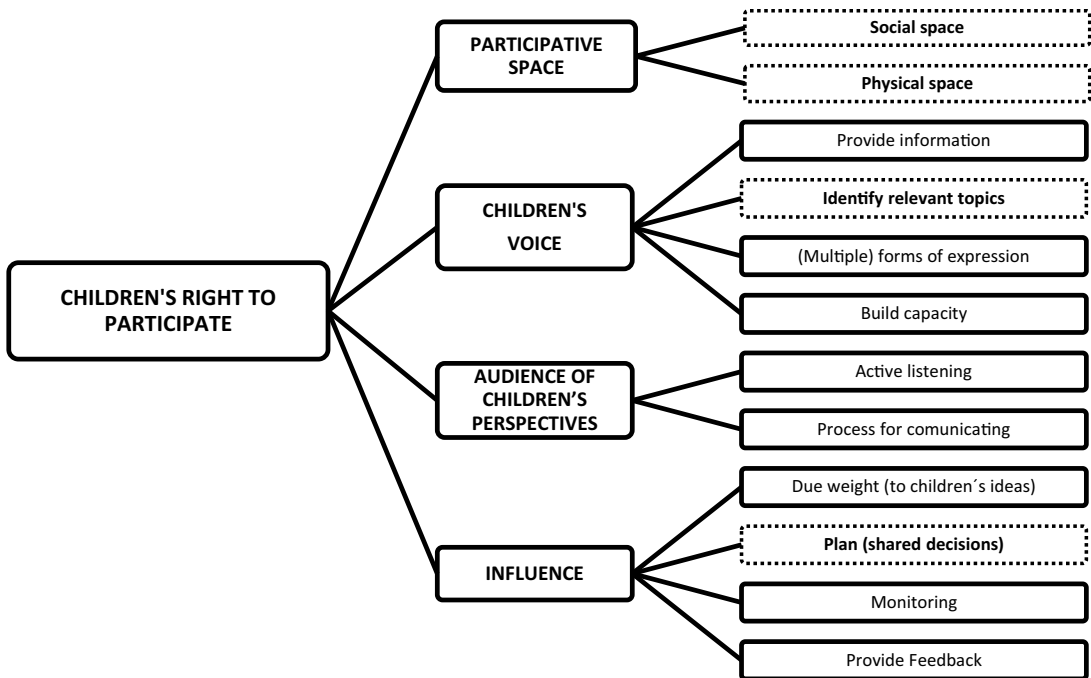 CHILDREN'S RIGHT TO
PARTICIPATE
PARTICIPATIVE
SPACE
Social space
Physical space
CHILDREN'S
VOICE
Provide information
Identify relevant topics
(Multiple) forms of expression
Build capacity
AUDIENCE OF
CHILDREN’S
PERSPECTIVES
Active listening
Process for comunicating
INFLUENCE
Due weight (to children´s ideas)
Plan (shared decisions)
Monitoring
Provide Feedback